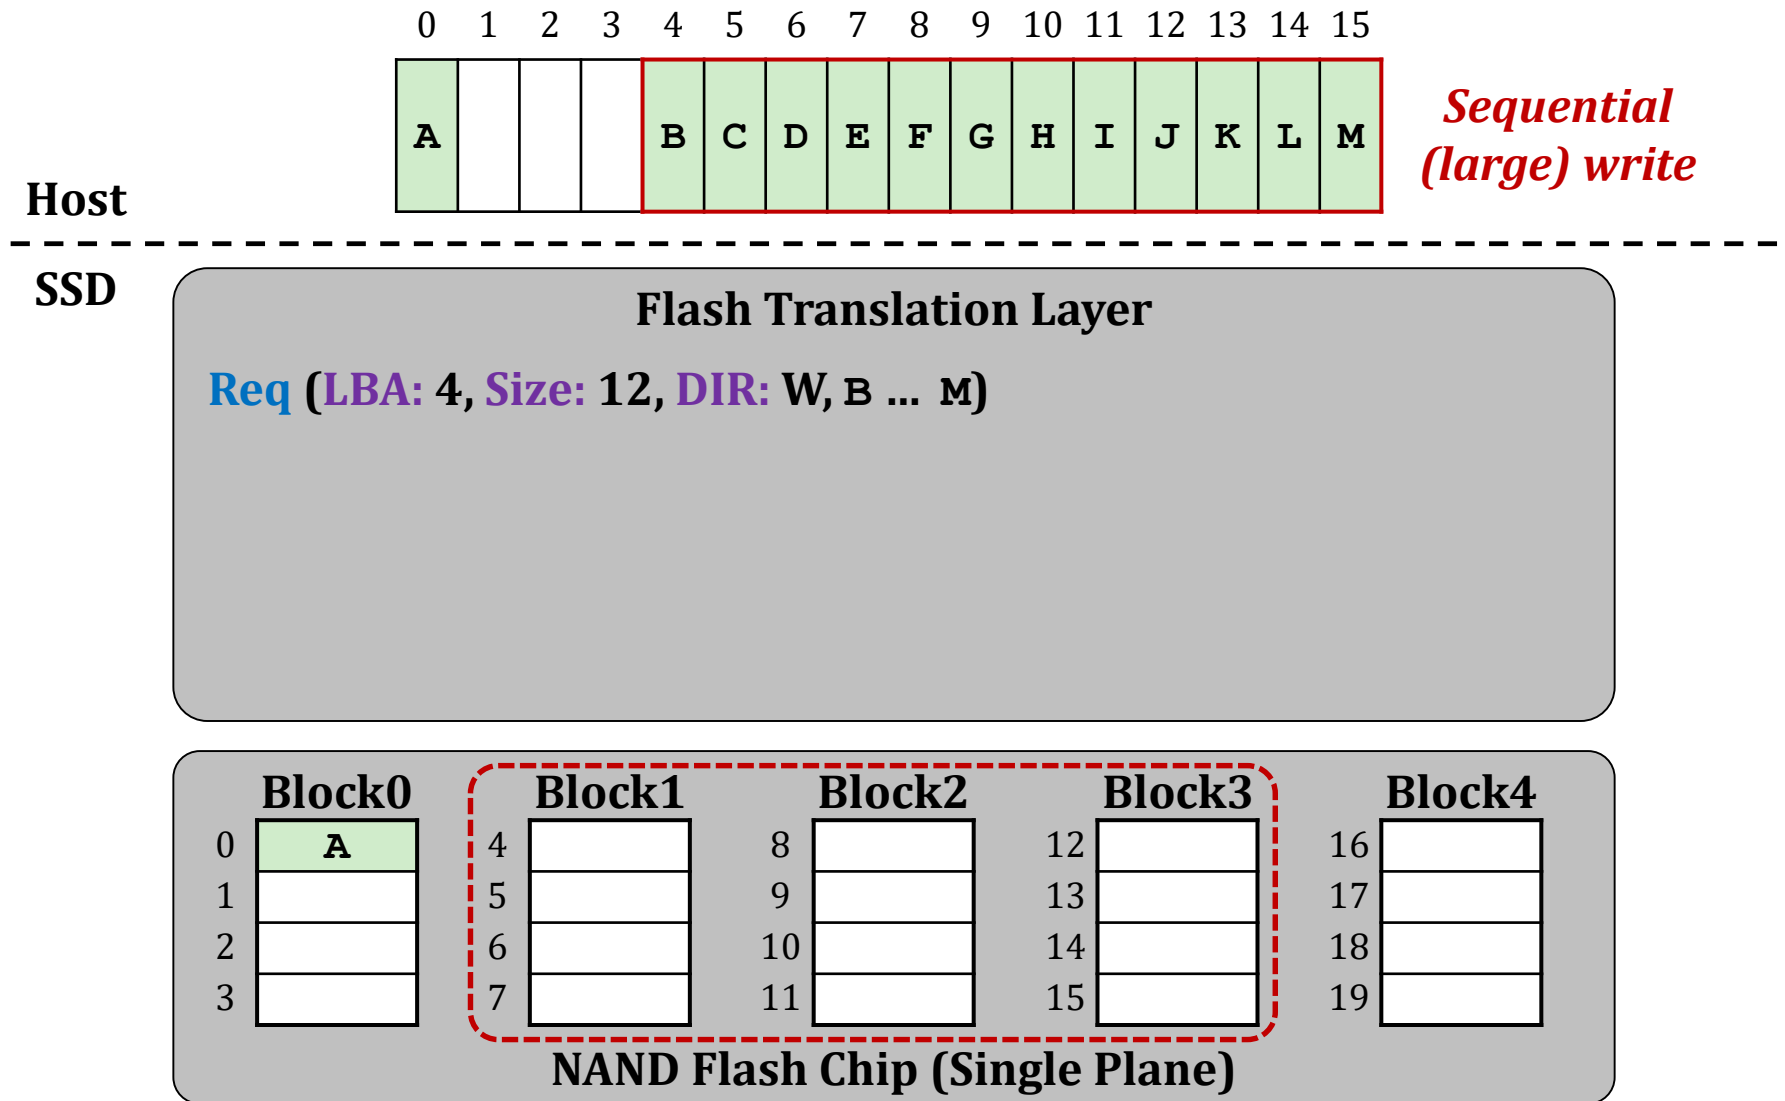 0 1 2 3 4 5 6 7 8 9 10 11 12 13 14 15
A B C D E F G H I J K L M
Sequential
(large) write
Host
SSD
Flash Translation Layer
Req (LBA: 4, Size: 12, DIR: W, B ... M)
Block0 Block1 Block2 Block3 Block4
0 A 4 8 12 16
1 5 9 13 17
2 6 10 14 18
3 7 11 15 19
NAND Flash Chip (Single Plane)